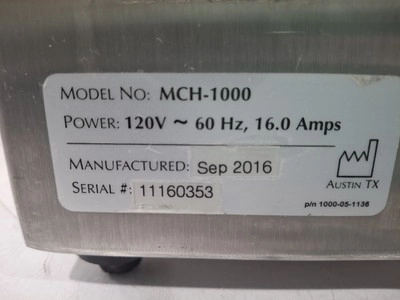 MODEL NO: MCH-1000
POWER: 120V ~ 60 Hz, 16.0 Amps
MANUFACTURED: Sep 2016
SERIAL #: 11160353
AUSTIN TX
p/n 1000-05-1136